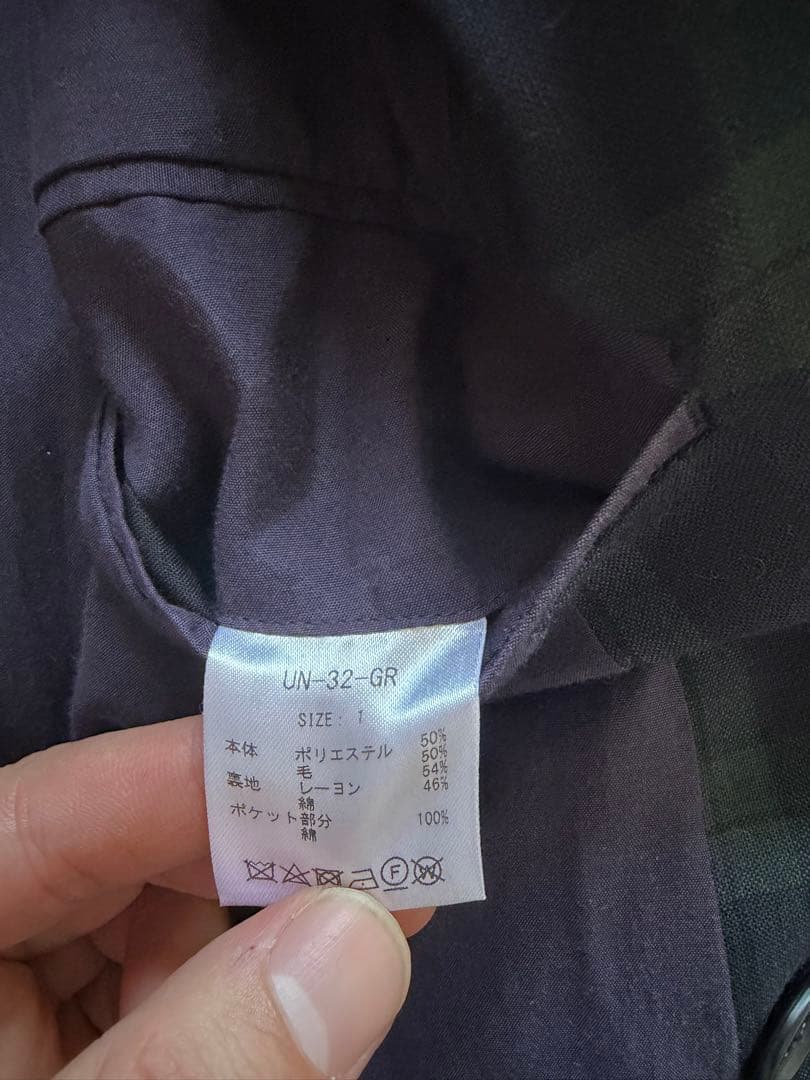 UN-32-GR
SIZE: 1
本体 ポリエステル 50%
毛 50%
裏地 レーヨン 54%
綿 46%
ポケット部分
綿 100%
F
W